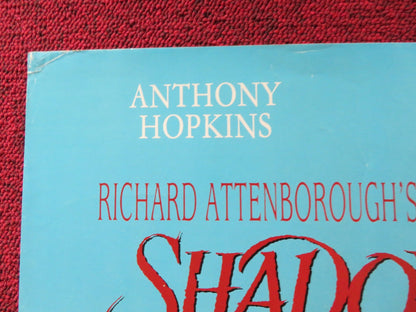 ANTHONY
HOPKINS
RICHARD ATTENBOROUGH'S
SHADO